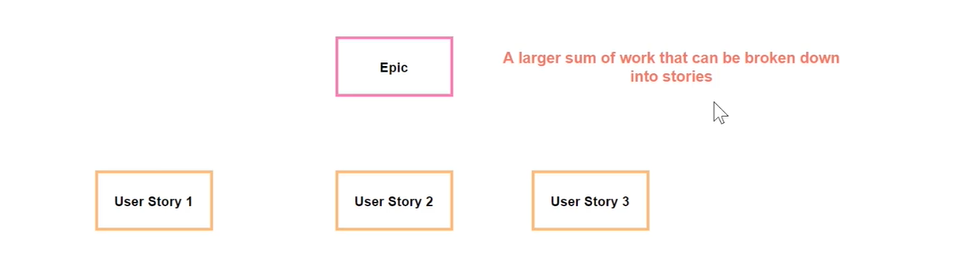 Epic
A larger sum of work that can be broken down
into stories
User Story 1
User Story 2
User Story 3